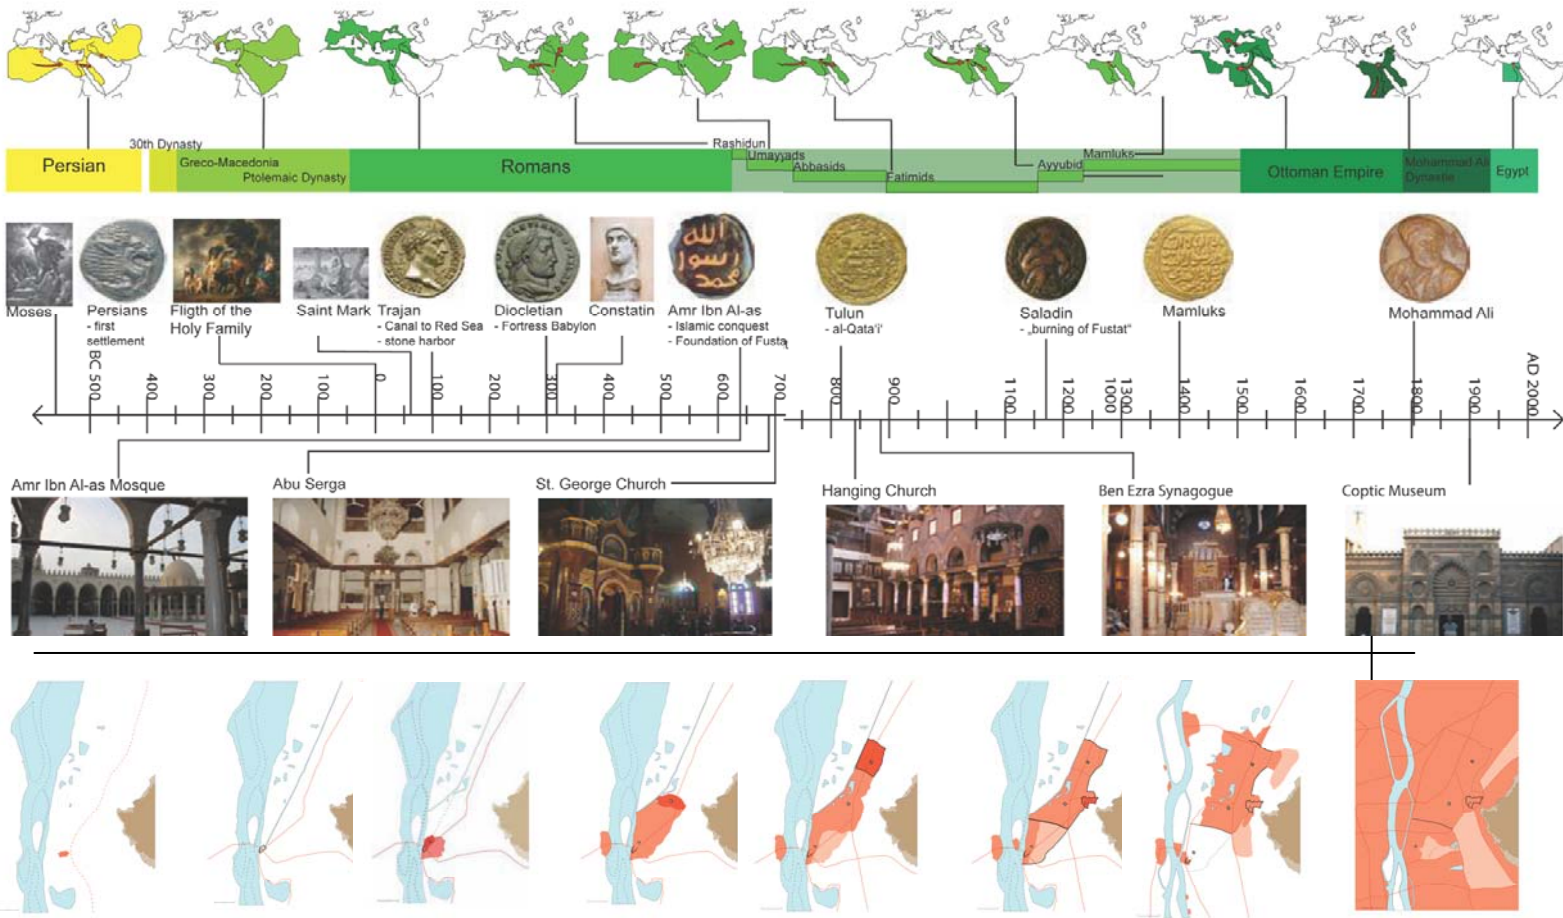 30th Dynasty
Persian
Greco-Macedonia
Ptolemaic Dynasty
Romans
Rashidun
Umayyads
Abbasids
Fatimids
Ayyubid
Mamluks
Ottoman Empire
Mohammad Ali
Dynastie
Egypt
Moses
Persians
- first
settlement
Fligth of the
Holy Family
Saint Mark
Trajan
- Canal to Red Sea
- stone harbor
Diocletian
- Fortress Babylon
Constatin
الله
رسول
محمد
Amr Ibn Al-as
- Islamic conquest
- Foundation of Fustat
Tulun
- al-Qata'i'
Saladin
- „burning of Fustat“
Mamluks
Mohammad Ali
BC 500
400
300
200
100
0
100
200
300
400
500
600
700
800
900
1100
1200
1000
1300
1400
1500
1600
1700
1800
1900
AD 2000
Amr Ibn Al-as Mosque
Abu Serga
St. George Church
Hanging Church
Ben Ezra Synagogue
Coptic Museum